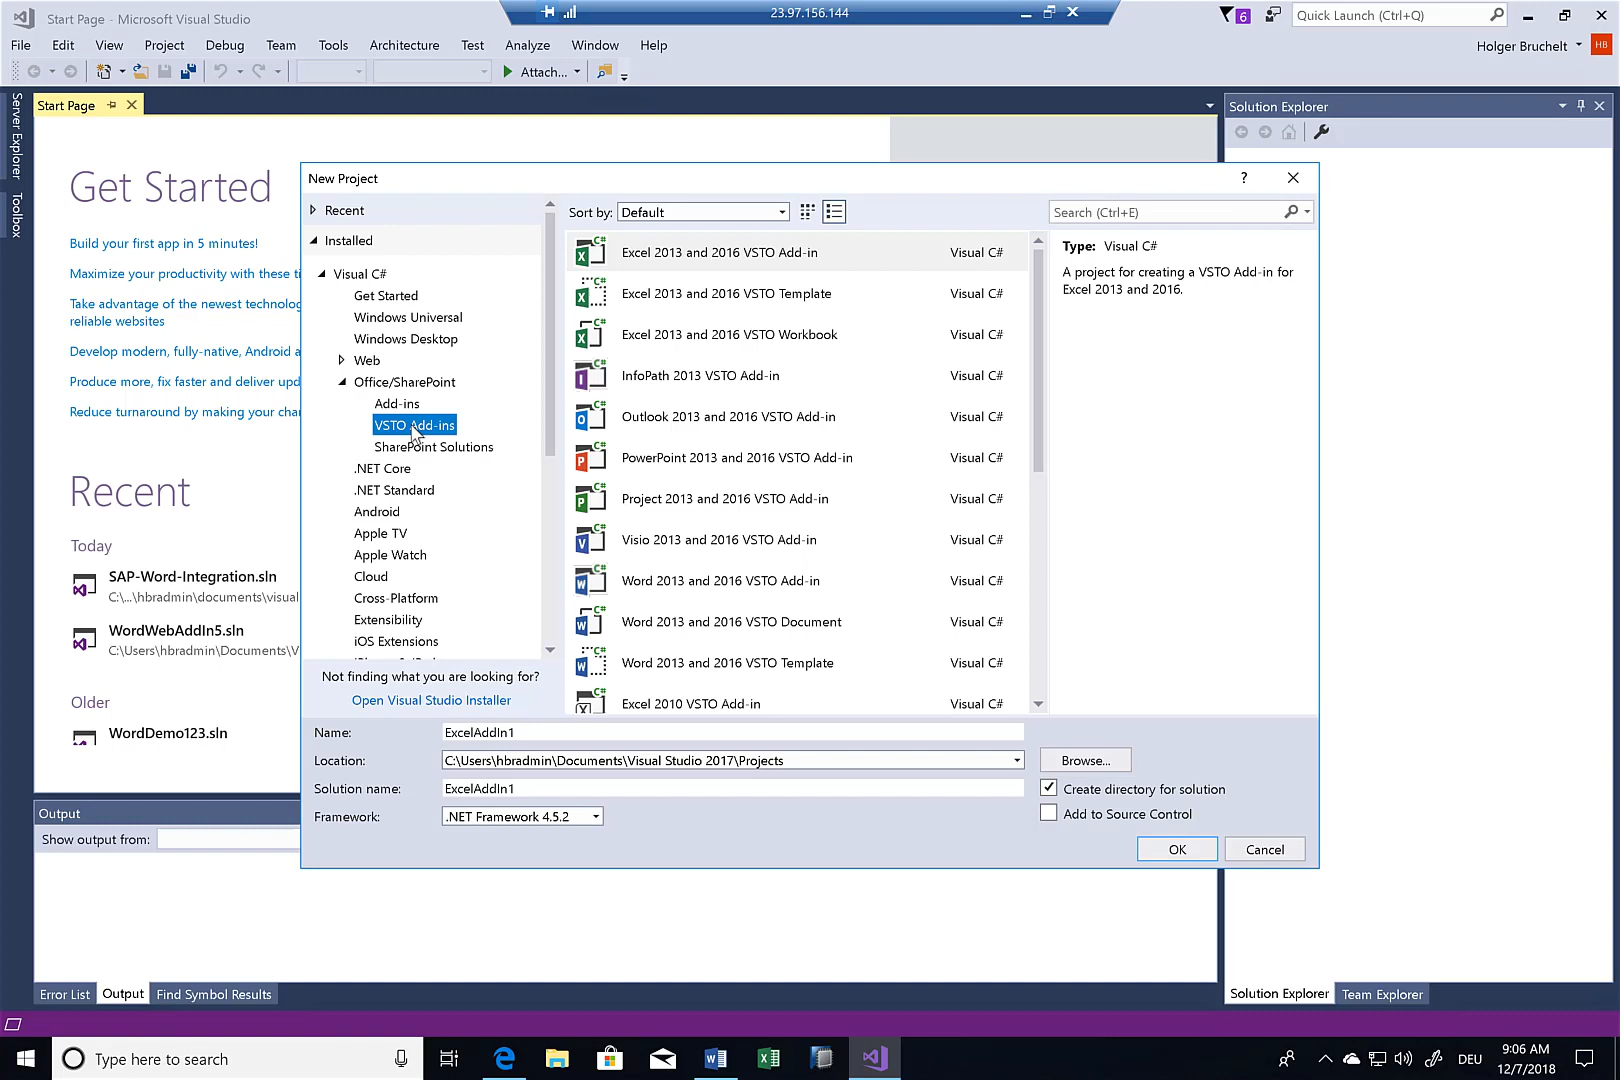 Start Page - Microsoft Visual Studio
23.97.156.144
6
Quick Launch (Ctrl+Q)
File Edit View Project Debug Team Tools Architecture Test Analyze Window Help
Holger Bruchelt
HB
Attach...
Server Explorer
Toolbox
Start Page
Solution Explorer
Get Started
Build your first app in 5 minutes!
Maximize your productivity with these ti
Take advantage of the newest technolog
reliable websites
Develop modern, fully-native, Android a
Produce more, fix faster and deliver upd
Reduce turnaround by making your cha
Recent
Today
SAP-Word-Integration.sln
C:\...\hbradmin\documents\visual
WordWebAddIn5.sln
C:\Users\hbradmin\Documents\V
Older
WordDemo123.sln
New Project
?
Recent
Installed
Visual C#
Get Started
Windows Universal
Windows Desktop
Web
Office/SharePoint
Add-ins
VSTO Add-ins
SharePoint Solutions
.NET Core
.NET Standard
Android
Apple TV
Apple Watch
Cloud
Cross-Platform
Extensibility
iOS Extensions
Not finding what you are looking for?
Open Visual Studio Installer
Sort by: Default
Search (Ctrl+E)
Excel 2013 and 2016 VSTO Add-in Visual C#
Excel 2013 and 2016 VSTO Template Visual C#
Excel 2013 and 2016 VSTO Workbook Visual C#
InfoPath 2013 VSTO Add-in Visual C#
Outlook 2013 and 2016 VSTO Add-in Visual C#
PowerPoint 2013 and 2016 VSTO Add-in Visual C#
Project 2013 and 2016 VSTO Add-in Visual C#
Visio 2013 and 2016 VSTO Add-in Visual C#
Word 2013 and 2016 VSTO Add-in Visual C#
Word 2013 and 2016 VSTO Document Visual C#
Word 2013 and 2016 VSTO Template Visual C#
Excel 2010 VSTO Add-in Visual C#
Type: Visual C#
A project for creating a VSTO Add-in for
Excel 2013 and 2016.
Name: ExcelAddIn1
Location: C:\Users\hbradmin\Documents\Visual Studio 2017\Projects
Browse...
Solution name: ExcelAddIn1
Create directory for solution
Framework: .NET Framework 4.5.2
Add to Source Control
OK Cancel
Output
Show output from:
Error List Output Find Symbol Results
Solution Explorer Team Explorer
Type here to search
DEU
9:06 AM
12/7/2018